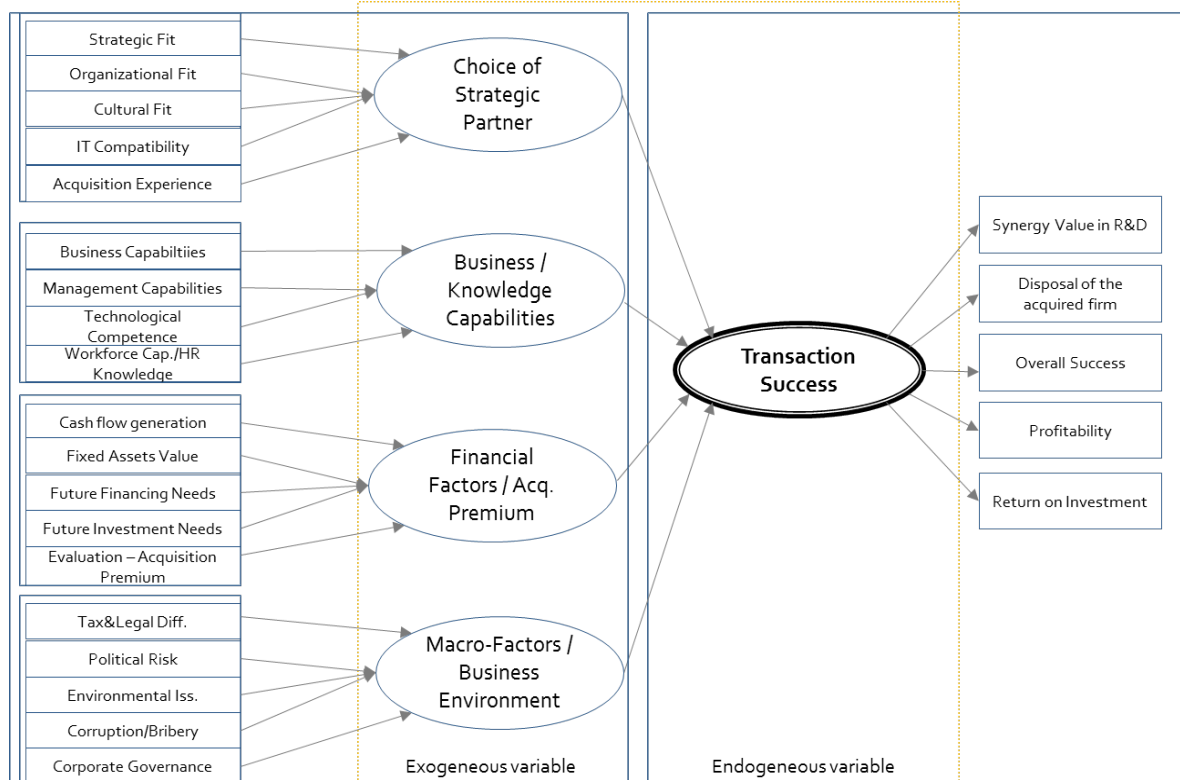 Strategic Fit
Organizational Fit
Cultural Fit
IT Compatibility
Acquisition Experience
Choice of
Strategic
Partner
Business Capabiltiies
Management Capabilities
Technological
Competence
Workforce Cap./HR
Knowledge
Business /
Knowledge
Capabilities
Cash flow generation
Fixed Assets Value
Future Financing Needs
Future Investment Needs
Evaluation – Acquisition
Premium
Financial
Factors / Acq.
Premium
Tax&Legal Diff.
Political Risk
Environmental Iss.
Corruption/Bribery
Corporate Governance
Macro-Factors /
Business
Environment
Exogeneous variable
Transaction
Success
Synergy Value in R&D
Disposal of the
acquired firm
Overall Success
Profitability
Return on Investment
Endogeneous variable